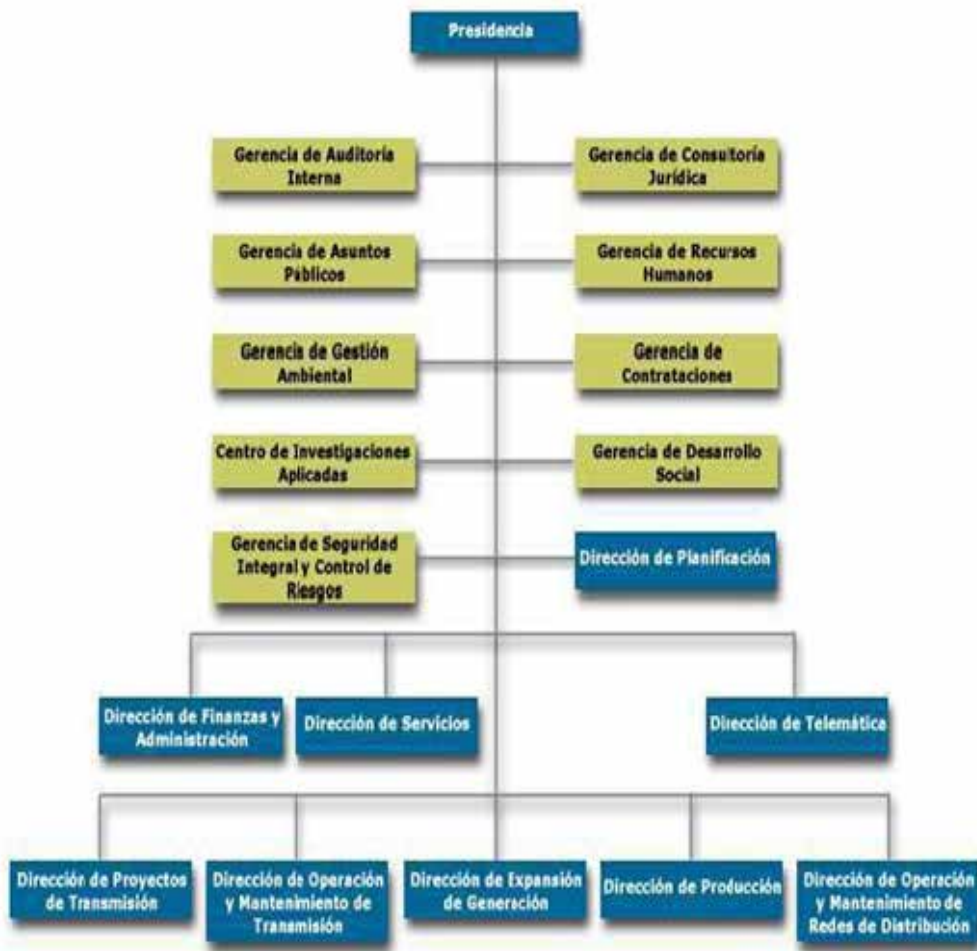 Presidencia
Gerencia de Auditoría
Interna
Gerencia de Consultoría
Jurídica
Gerencia de Asuntos
Públicos
Gerencia de Recursos
Humanos
Gerencia de Gestión
Ambiental
Gerencia de
Contrataciones
Centro de Investigaciones
Aplicadas
Gerencia de Desarrollo
Social
Gerencia de Seguridad
Integral y Control de
Riesgos
Dirección de Planificación
Dirección de Finanzas y
Administración
Dirección de Servicios
Dirección de Telemática
Dirección de Proyectos
de Transmisión
Dirección de Operación
y Mantenimiento de
Transmisión
Dirección de Expansión
de Generación
Dirección de Producción
Dirección de Operación
y Mantenimiento de
Redes de Distribución